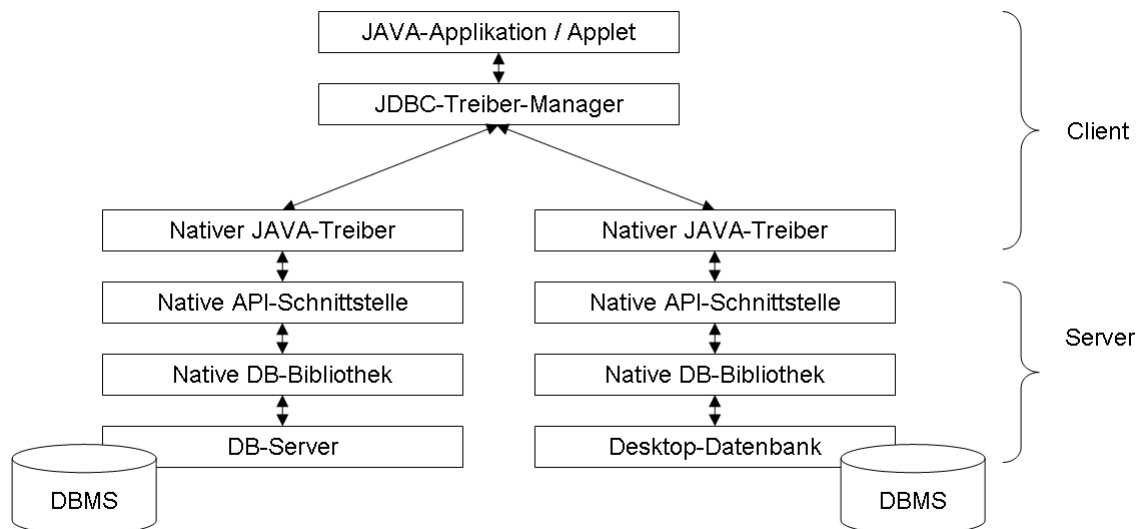 JAVA-Applikation / Applet
JDBC-Treiber-Manager
Client
Nativer JAVA-Treiber
Nativer JAVA-Treiber
Native API-Schnittstelle
Native API-Schnittstelle
Server
Native DB-Bibliothek
Native DB-Bibliothek
DB-Server
Desktop-Datenbank
DBMS
DBMS